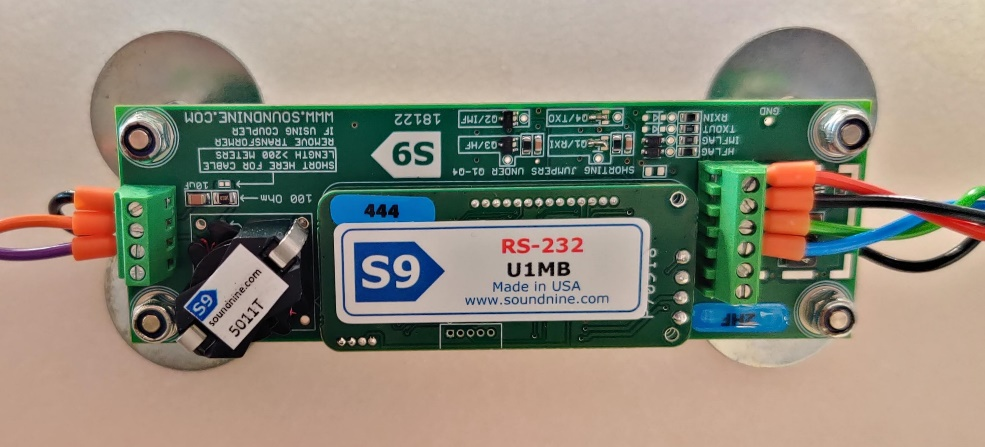 WWW.SOUNDNINE.COM
REMOVE TRANSFORMER
IF USING COUPLER
SHORT HERE FOR CABLE
LENGTH >200 METERS
10uF
100 Ohm
18122
S9
Q2/IMF
Q4/TXO
Q3/HF
Q1/RXI
SHORTING JUMPERS UNDER Q1-Q4
RXIN
TXOUT
IMFLAG
HFLAG
GND
444
S9
RS-232
U1MB
Made in USA
www.soundnine.com
S9
soundnine.com
5011T